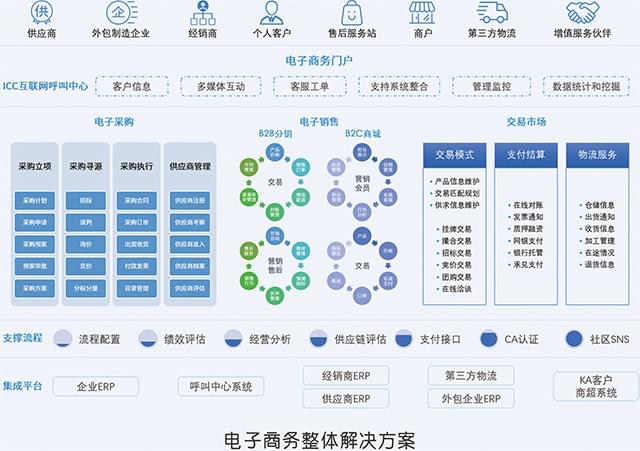 供
企
供应商
外包制造企业
经销商
个人客户
售后服务站
商户
第三方物流
增值服务伙伴
电子商务门户
ICC互联网呼叫中心
客户信息
多媒体互动
客服工单
支持系统整合
管理监控
数据统计和挖掘
电子采购
采购立项
采购计划
采购申请
采购预案
预案审批
采购方案
采购寻源
招标
谈判
询价
竞价
分标分量
采购执行
采购合同
采购订单
出货收货
付款发票
目录管理
供应商管理
供应商注册
供应商考察
供应商准入
供应商档案
供应商评估
电子销售
B2B分销
交易
产品
价格
销售
订单
营销
售后
B2C商城
营销
会员
交易
产品
价格
订单
配送
交易市场
交易模式
产品信息维护
交易匹配规划
供求信息维护
挂牌交易
撮合交易
招标交易
竞价交易
团购交易
在线洽谈
支付结算
在线对账
发票通知
质押融资
网银支付
银行托管
承兑支付
物流服务
仓储信息
出货通知
收货信息
加工管理
在途情况
退货信息
支撑流程
流程配置
绩效评估
经营分析
供应链评估
支付接口
CA认证
社区SNS
集成平台
企业ERP
呼叫中心系统
经销商ERP
供应商ERP
第三方物流
外包企业ERP
KA客户
商超系统
电子商务整体解决方案